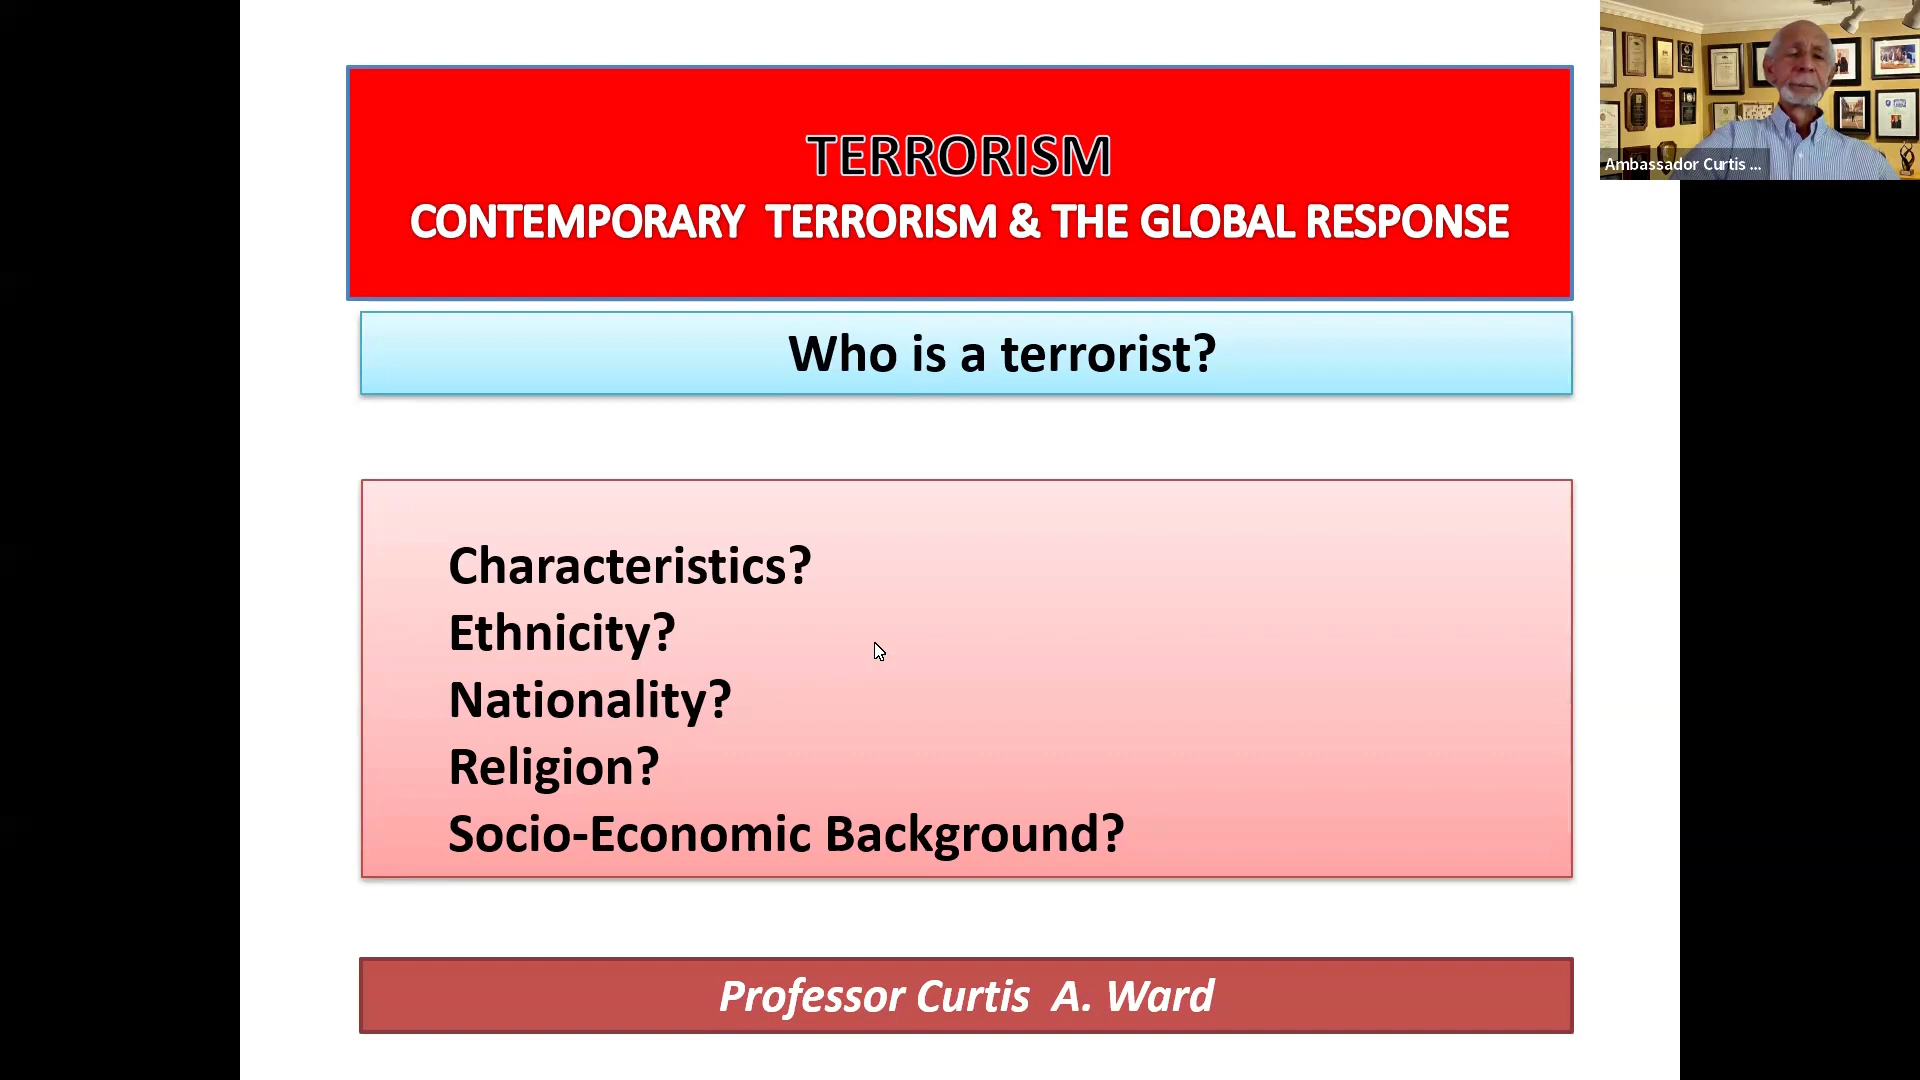 TERRORISM
CONTEMPORARY TERRORISM & THE GLOBAL RESPONSE
Who is a terrorist?
Characteristics?
Ethnicity?
Nationality?
Religion?
Socio-Economic Background?
Professor Curtis A. Ward
Ambassador Curtis ...